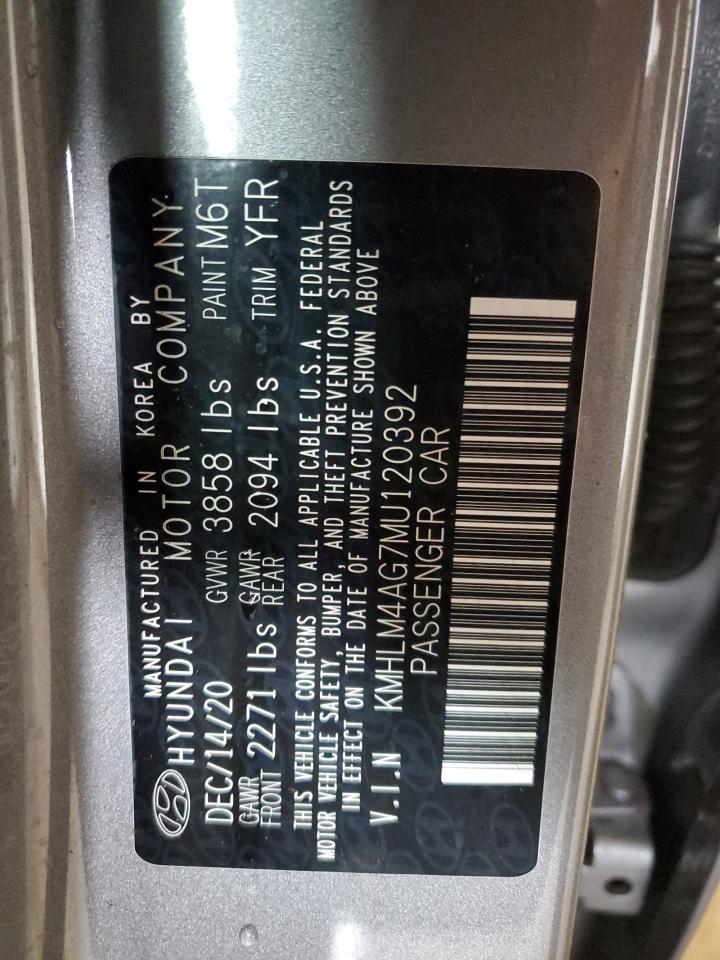 MANUFACTURED IN KOREA BY
HYUNDAI MOTOR COMPANY
DEC/14/20 GVWR 3858 lbs PAINT M6T
GAWR FRONT 2271 lbs GAWR REAR 2094 lbs TRIM YFR
THIS VEHICLE CONFORMS TO ALL APPLICABLE U.S.A. FEDERAL
MOTOR VEHICLE SAFETY, BUMPER, AND THEFT PREVENTION STANDARDS
IN EFFECT ON THE DATE OF MANUFACTURE SHOWN ABOVE
V.I.N KMHLM4AG7MU120392
PASSENGER CAR